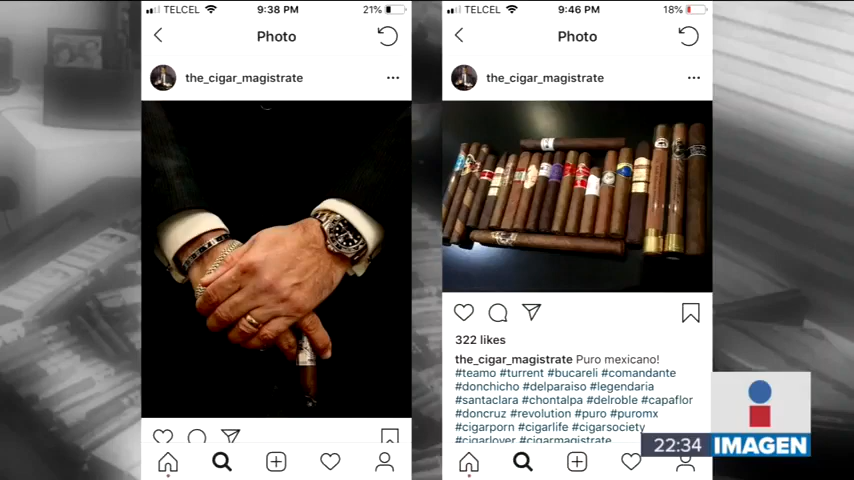 TELCEL 9:38 PM 21%
Photo
the_cigar_magistrate
TELCEL 9:46 PM 18%
Photo
the_cigar_magistrate
322 likes
the_cigar_magistrate Puro mexicano!
#teamo #turrent #bucareli #comandante
#donchicho #delparaiso #legendaria
#santaclara #chontalpa #delroble #capaflor
#doncruz #revolution #puro #puromx
#cigarporn #cigarlife #cigarsociety
#cigarlover #cigarmagistrate
22:34 IMAGEN